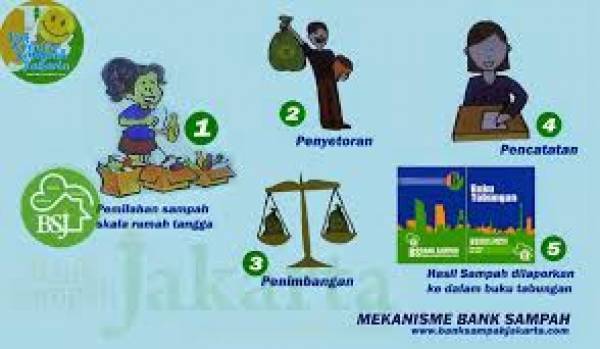 1
BSJ
Pemilahan sampah
skala rumah tangga
2
Penyetoran
3
Penimbangan
4
Pencatatan
Buku
Tabungan
BANK SAMPAH
5
Hasil Sampah dilaporkan
ke dalam buku tabungan
Jakarta
MEKANISME BANK SAMPAH
www.banksampahjakarta.com